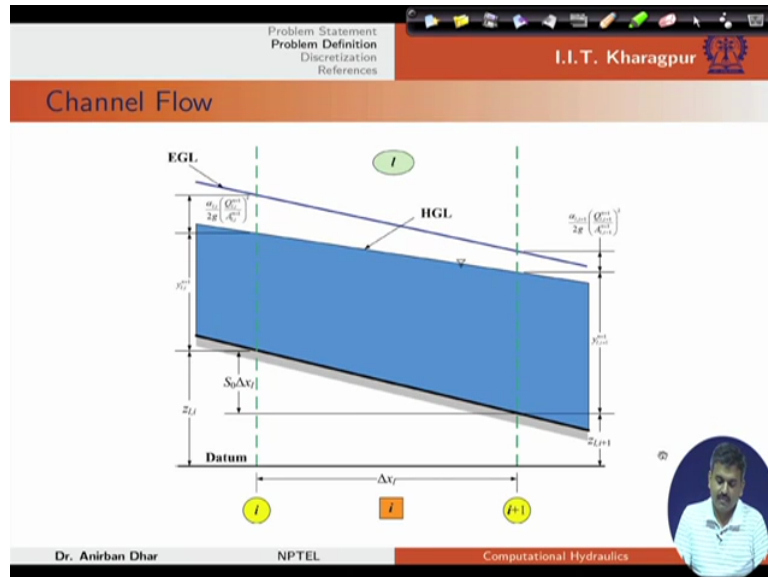 Problem Statement
Problem Definition
Discretization
References
I.I.T. Kharagpur
Channel Flow
EGL
l
HGL
S₀Δxₗ
zₗ,ᵢ
zₗ,ᵢ₊₁
Datum
Δxₗ
i
i
i+1
Dr. Anirban Dhar
NPTEL
Computational Hydraulics